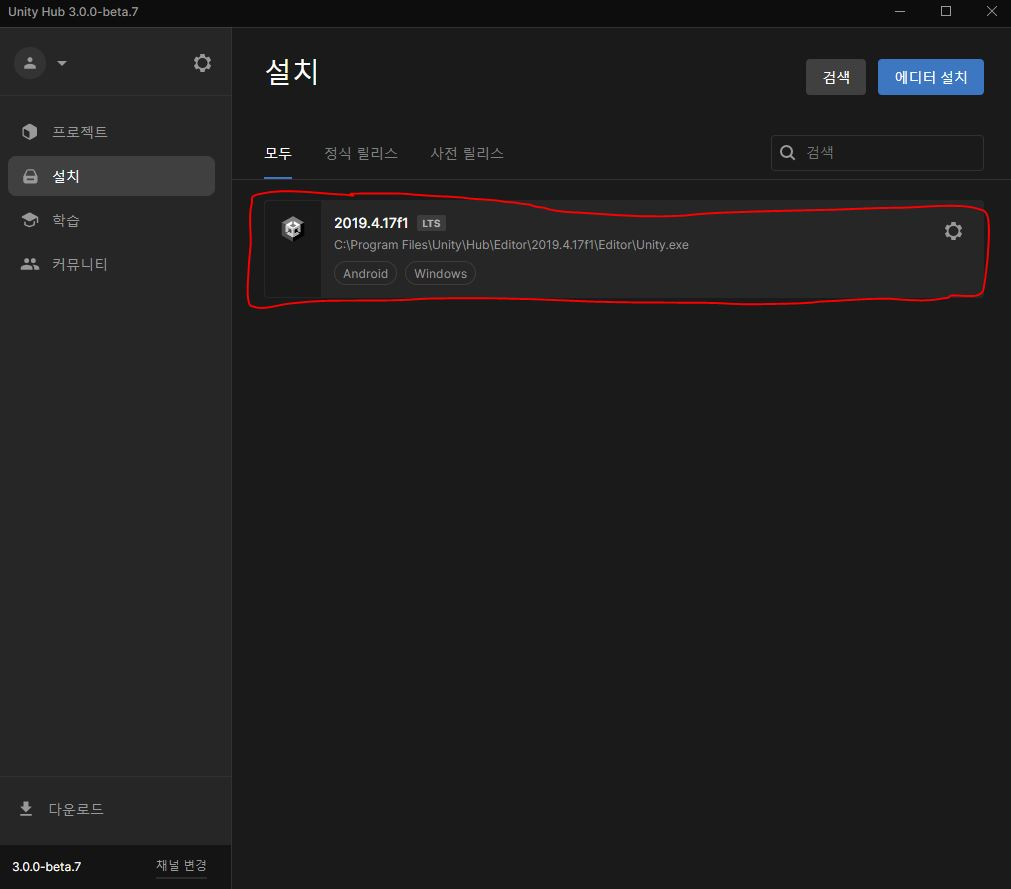 Unity Hub 3.0.0-beta.7
프로젝트
설치
학습
커뮤니티
다운로드
3.0.0-beta.7 채널 변경
설치
검색 에디터 설치
모두 정식 릴리스 사전 릴리스 검색
2019.4.17f1 LTS
C:\Program Files\Unity\Hub\Editor\2019.4.17f1\Editor\Unity.exe
Android Windows